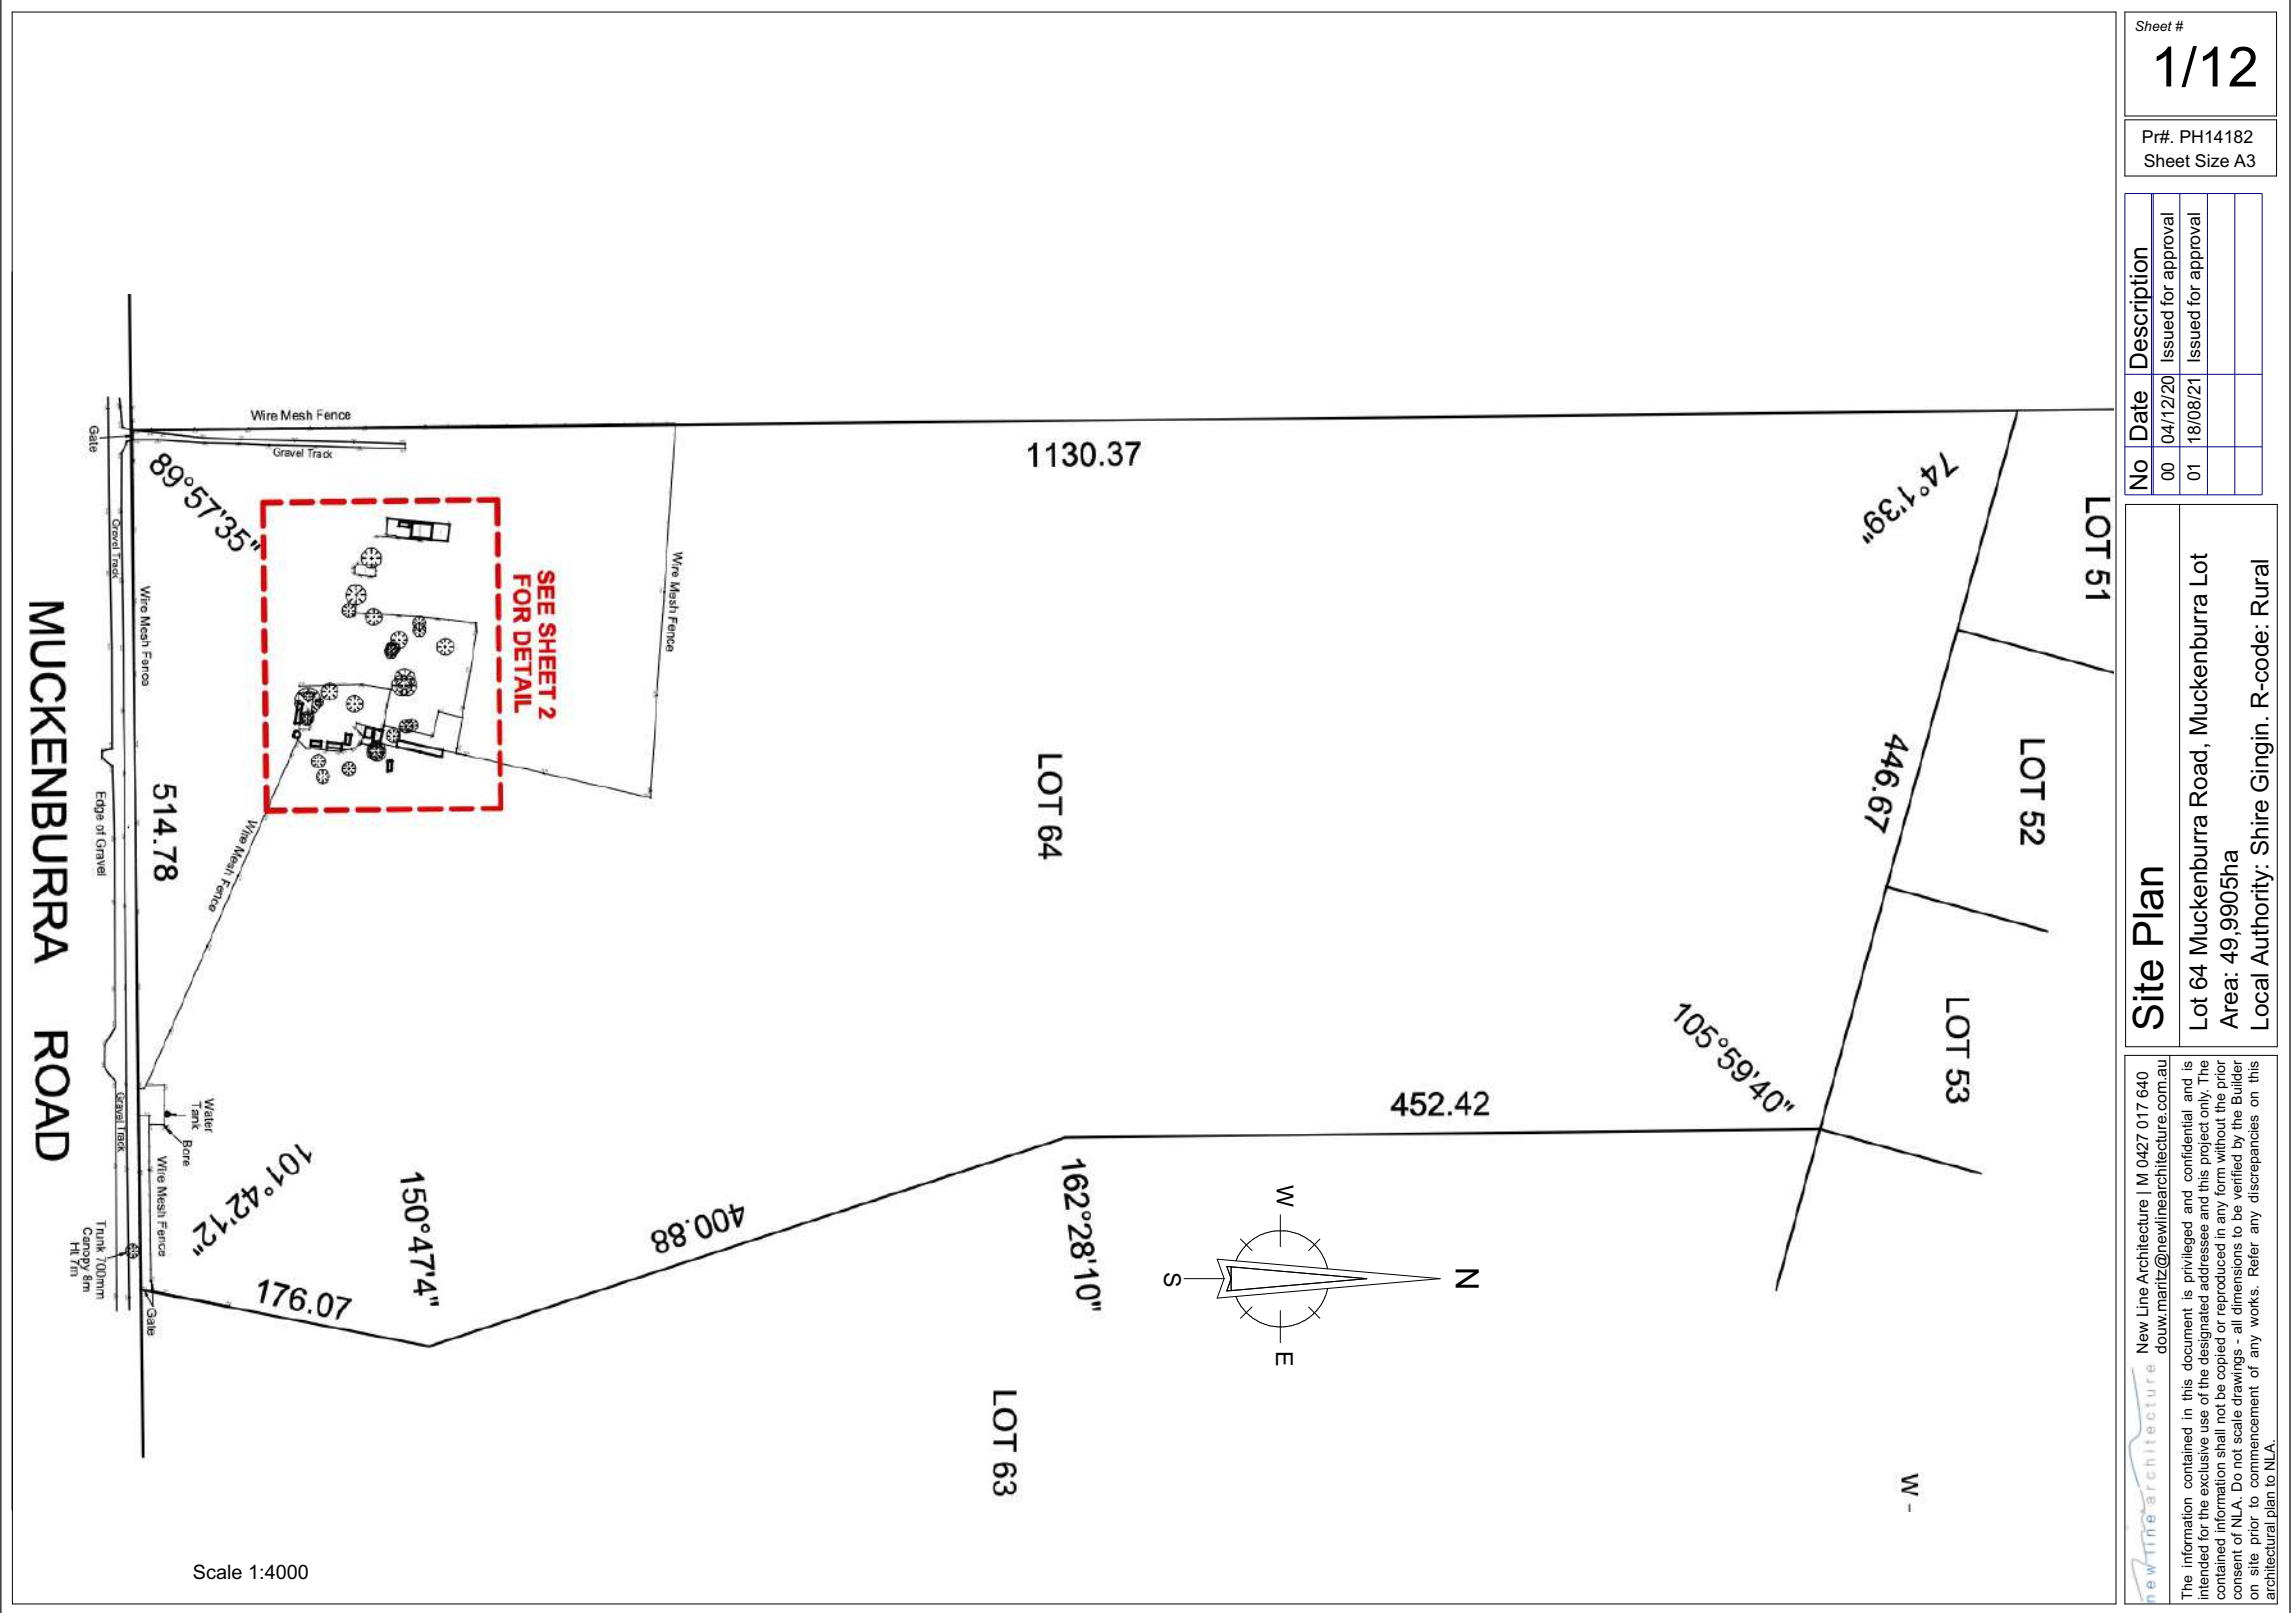 Sheet #
1/12
Pr#. PH14182
Sheet Size A3
No Date Description
00 04/12/20 Issued for approval
01 18/08/21 Issued for approval
Site Plan
Lot 64 Muckenburra Road, Muckenburra Lot
Area: 49,9905ha
Local Authority: Shire Gingin. R-code: Rural
New Line Architecture | M 0427 017 640
douw.maritz@newlinearchitecture.com.au
newlinearchitecture
The information contained in this document is privileged and confidential and is
intended for the exclusive use of the designated addressee and this project only. The
contained information shall not be copied or reproduced in any form without the prior
consent of NLA. Do not scale drawings - all dimensions to be verified by the Builder
on site prior to commencement of any works. Refer any discrepancies on this
architectural plan to NLA.
Wire Mesh Fence
Gravel Track
Gate
89°57'35"
1130.37
74°1'39"
LOT 51
Gravel Track
Wire Mesh Fence
SEE SHEET 2
FOR DETAIL
Wire Mesh Fence
MUCKENBURRA ROAD
514.78
Edge of Gravel
Wire Mesh Fence
LOT 64
446.67
LOT 52
LOT 53
105°59'40"
452.42
Gravel Track
Water
Tank
Bore
Wire Mesh Fence
101°42'12"
150°47'4"
400.88
162°28'10"
176.07
Trunk 700mm
Canopy 8m
Ht 7m
Gate
W
S
N
E
LOT 63
W -
Scale 1:4000